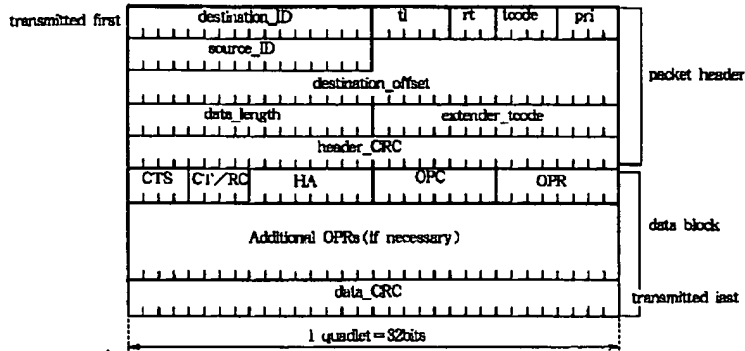 transmitted first
destination_ID tl rt tcode pri
source_ID
destination_offset
packet header
data_length extender_tcode
header_CRC
CTS CT/RC HA OPC OPR
Additional OPRs(if necessary)
data block
data_CRC
transmitted last
1 quadlet=32bits